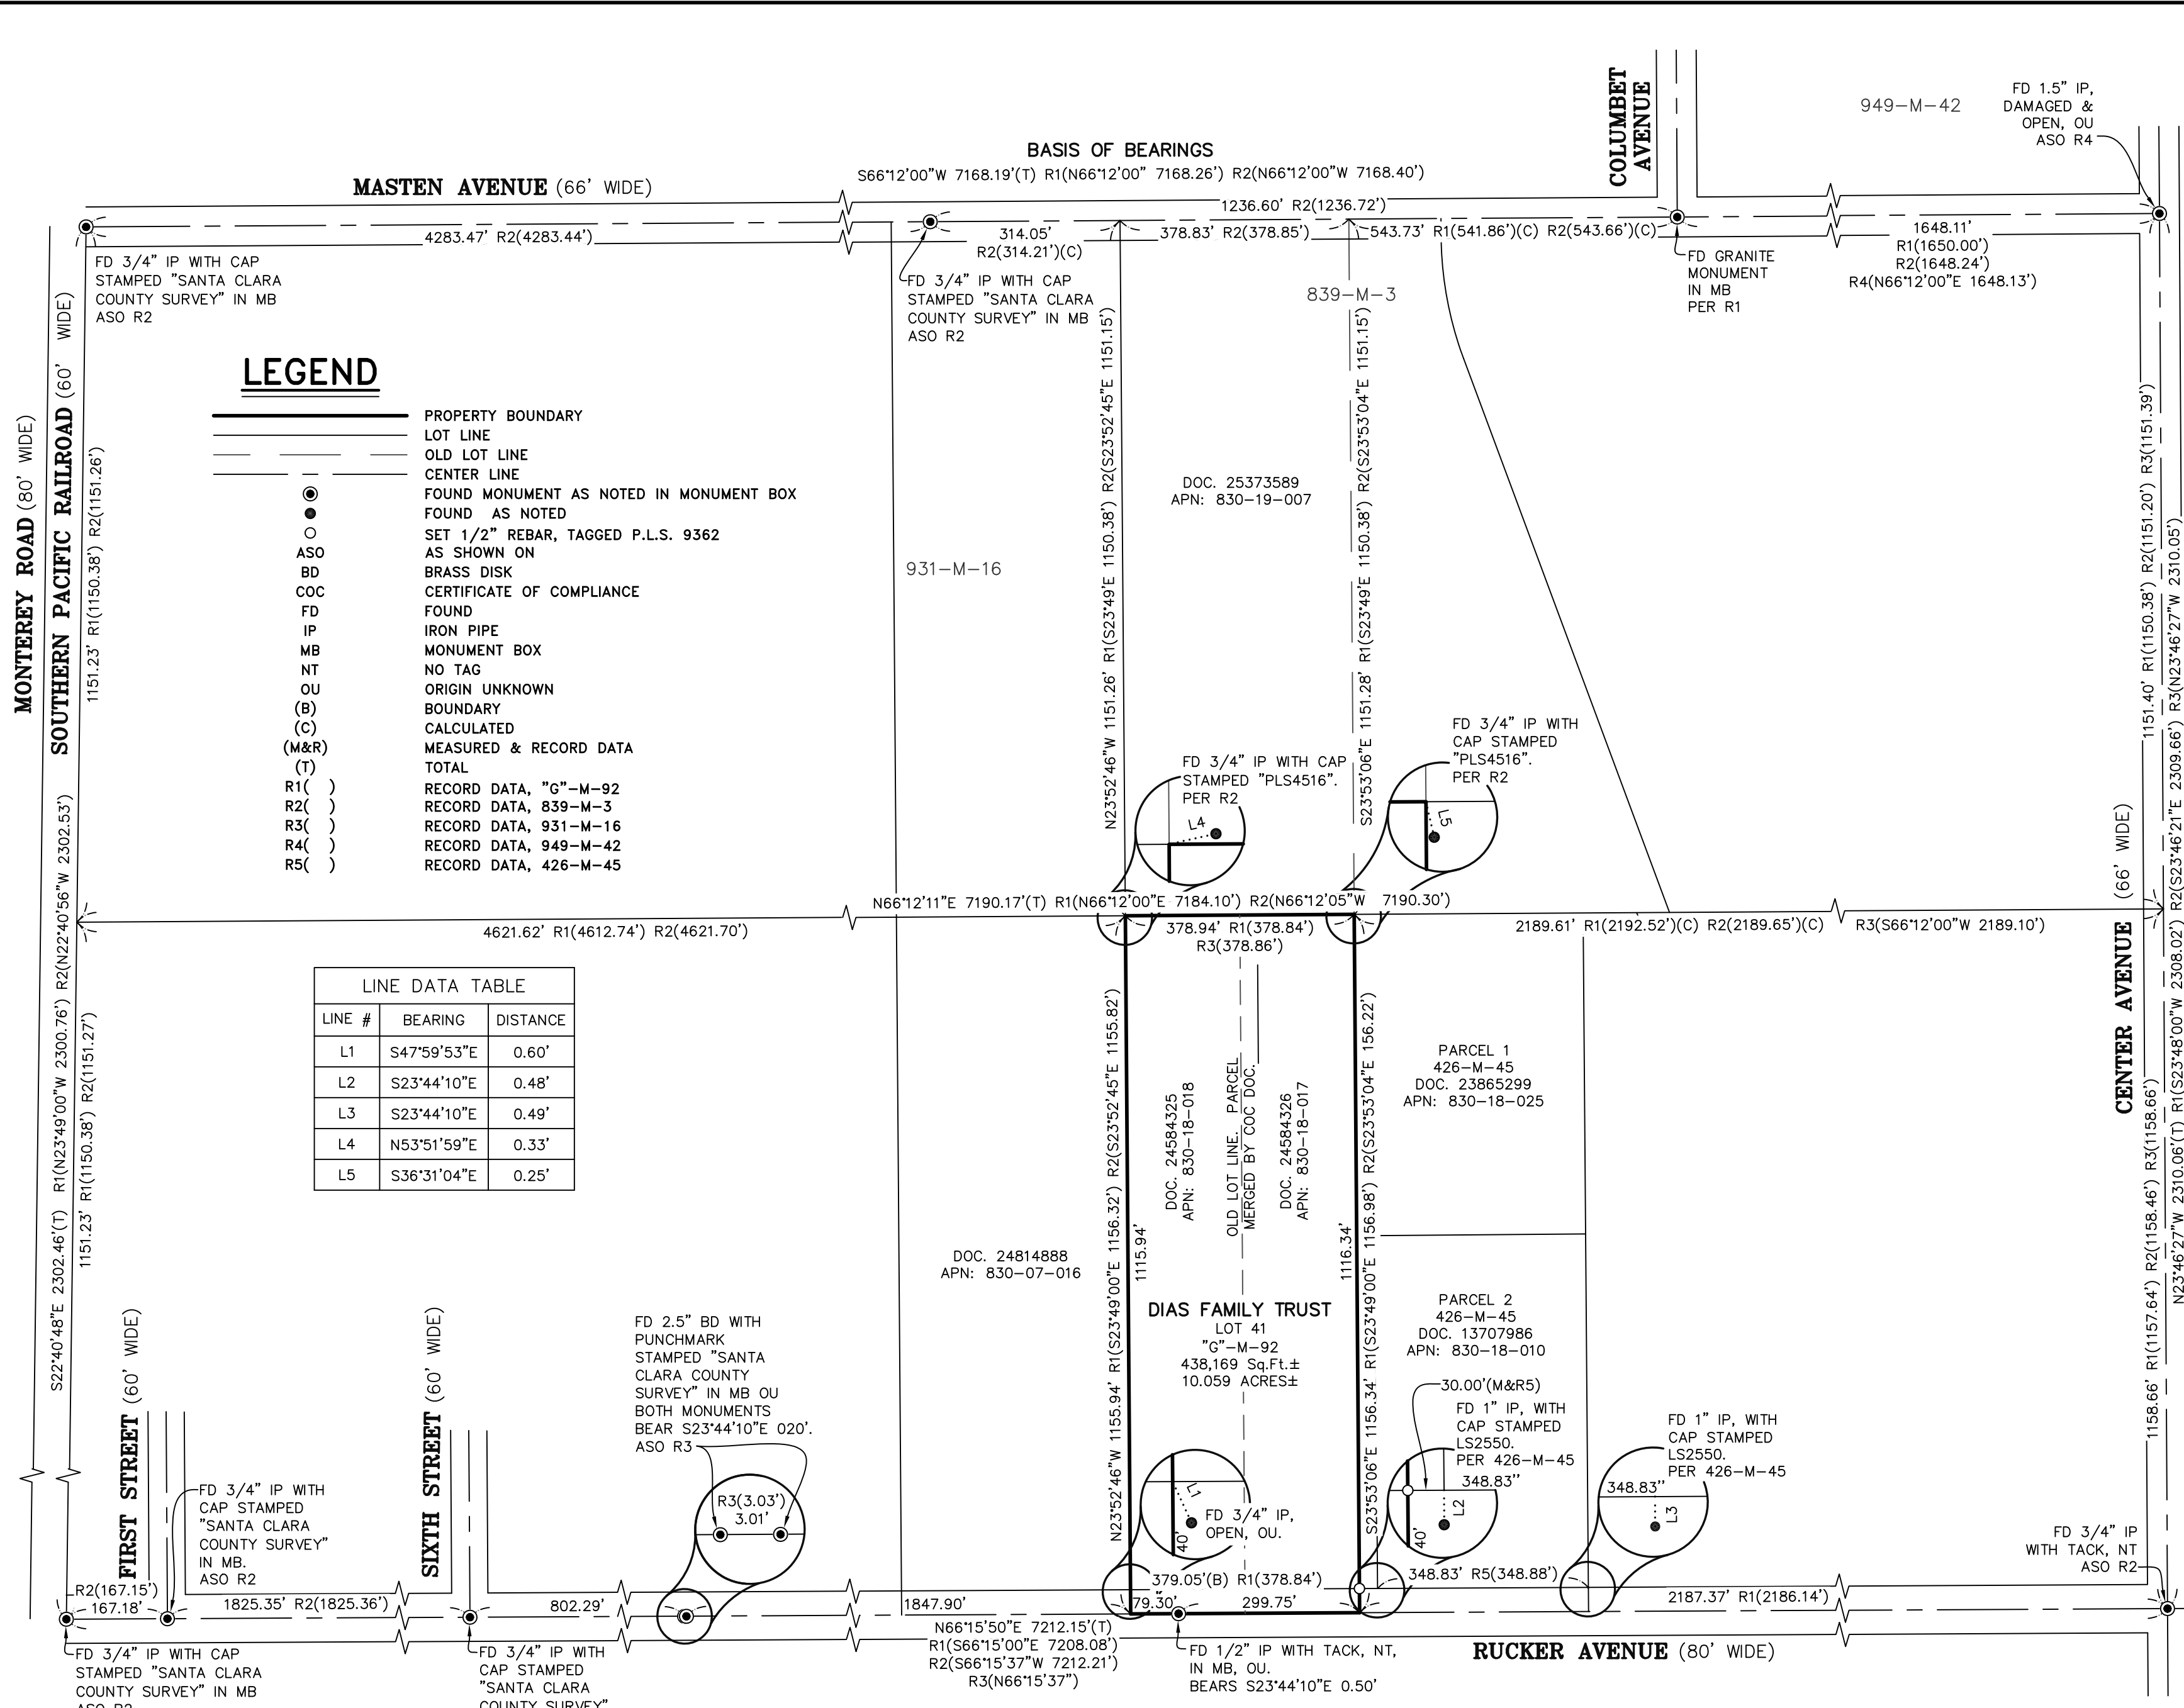 BASIS OF BEARINGS
S66°12'00"W 7168.19'(T) R1(N66°12'00" 7168.26') R2(N66°12'00"W 7168.40')
MASTEN AVENUE (66' WIDE)
1236.60' R2(1236.72')
4283.47' R2(4283.44')
314.05'
R2(314.21')(C)
378.83' R2(378.85')
543.73' R1(541.86')(C) R2(543.66')(C)
1648.11'
R1(1650.00')
R2(1648.24')
R4(N66°12'00"E 1648.13')
COLUMBET
AVENUE
949-M-42
FD 1.5" IP,
DAMAGED &
OPEN, OU
ASO R4
FD 3/4" IP WITH CAP
STAMPED "SANTA CLARA
COUNTY SURVEY" IN MB
ASO R2
FD 3/4" IP WITH CAP
STAMPED "SANTA CLARA
COUNTY SURVEY" IN MB
ASO R2
FD GRANITE
MONUMENT
IN MB
PER R1
839-M-3
LEGEND
PROPERTY BOUNDARY
LOT LINE
OLD LOT LINE
CENTER LINE
FOUND MONUMENT AS NOTED IN MONUMENT BOX
FOUND AS NOTED
SET 1/2" REBAR, TAGGED P.L.S. 9362
ASO AS SHOWN ON
BD BRASS DISK
COC CERTIFICATE OF COMPLIANCE
FD FOUND
IP IRON PIPE
MB MONUMENT BOX
NT NO TAG
OU ORIGIN UNKNOWN
(B) BOUNDARY
(C) CALCULATED
(M&R) MEASURED & RECORD DATA
(T) TOTAL
R1( ) RECORD DATA, "G"-M-92
R2( ) RECORD DATA, 839-M-3
R3( ) RECORD DATA, 931-M-16
R4( ) RECORD DATA, 949-M-42
R5( ) RECORD DATA, 426-M-45
MONTEREY ROAD (80' WIDE)
SOUTHERN PACIFIC RAILROAD (60' WIDE)
1151.23' R1(1150.38') R2(1151.26')
S22°40'48"E 2302.46'(T) R1(N23°49'00"W 2300.76') R2(N22°40'56"W 2302.53')
1151.23' R1(1150.38') R2(1151.27')
931-M-16
N23°52'46"W 1151.26' R1(S23°49'E 1150.38') R2(S23°52'45"E 1151.15')
DOC. 25373589
APN: 830-19-007
S23°53'06"E 1151.28' R1(S23°49'E 1150.38') R2(S23°53'04"E 1151.15')
FD 3/4" IP WITH CAP
STAMPED "PLS4516".
PER R2
L4
FD 3/4" IP WITH
CAP STAMPED
"PLS4516".
PER R2
L5
1151.40' R1(1150.38') R2(1151.20') R3(1151.39')
CENTER AVENUE (66' WIDE)
N23°46'27"W 2310.06'(T) R1(S23°48'00"W 2308.02') R2(S23°46'21"E 2309.66') R3(N23°46'27"W 2310.05')
1158.66' R1(1157.64') R2(1158.46') R3(1158.66')
N66°12'11"E 7190.17'(T) R1(N66°12'00"E 7184.10') R2(N66°12'05"W 7190.30')
4621.62' R1(4612.74') R2(4621.70')
378.94' R1(378.84')
R3(378.86')
2189.61' R1(2192.52')(C) R2(2189.65')(C) R3(S66°12'00"W 2189.10')
LINE DATA TABLE
LINE # BEARING DISTANCE
L1 S47°59'53"E 0.60'
L2 S23°44'10"E 0.48'
L3 S23°44'10"E 0.49'
L4 N53°51'59"E 0.33'
L5 S36°31'04"E 0.25'
N23°52'46"W 1155.94' R1(S23°49'00"E 1156.32') R2(S23°52'45"E 1155.82')
1115.94'
DOC. 24584325
APN: 830-18-018
OLD LOT LINE. PARCEL
MERGED BY COC DOC.
DOC. 24584326
APN: 830-18-017
1116.34'
S23°53'06"E 1156.34' R1(S23°49'00"E 1156.98') R2(S23°53'04"E 156.22')
PARCEL 1
426-M-45
DOC. 23865299
APN: 830-18-025
DOC. 24814888
APN: 830-07-016
DIAS FAMILY TRUST
LOT 41
"G"-M-92
438,169 Sq.Ft.±
10.059 ACRES±
PARCEL 2
426-M-45
DOC. 13707986
APN: 830-18-010
30.00'(M&R5)
FD 1" IP, WITH
CAP STAMPED
LS2550.
PER 426-M-45
348.83"
L2
40'
FD 1" IP, WITH
CAP STAMPED
LS2550.
PER 426-M-45
348.83"
L3
FD 2.5" BD WITH
PUNCHMARK
STAMPED "SANTA
CLARA COUNTY
SURVEY" IN MB OU
BOTH MONUMENTS
BEAR S23°44'10"E 020'.
ASO R3
R3(3.03')
3.01'
L1
40'
FD 3/4" IP,
OPEN, OU.
FIRST STREET (60' WIDE)
SIXTH STREET (60' WIDE)
FD 3/4" IP WITH
CAP STAMPED
"SANTA CLARA
COUNTY SURVEY"
IN MB.
ASO R2
FD 3/4" IP
WITH TACK, NT
ASO R2
R2(167.15')
167.18'
1825.35' R2(1825.36')
802.29'
1847.90'
379.05'(B) R1(378.84')
79.30'
299.75'
348.83' R5(348.88')
2187.37' R1(2186.14')
N66°15'50"E 7212.15'(T)
R1(S66°15'00"E 7208.08')
R2(S66°15'37"W 7212.21')
R3(N66°15'37")
FD 1/2" IP WITH TACK, NT,
IN MB, OU.
BEARS S23°44'10"E 0.50'
RUCKER AVENUE (80' WIDE)
FD 3/4" IP WITH CAP
STAMPED "SANTA CLARA
COUNTY SURVEY" IN MB
ASO R2
FD 3/4" IP WITH
CAP STAMPED
"SANTA CLARA
COUNTY SURVEY"